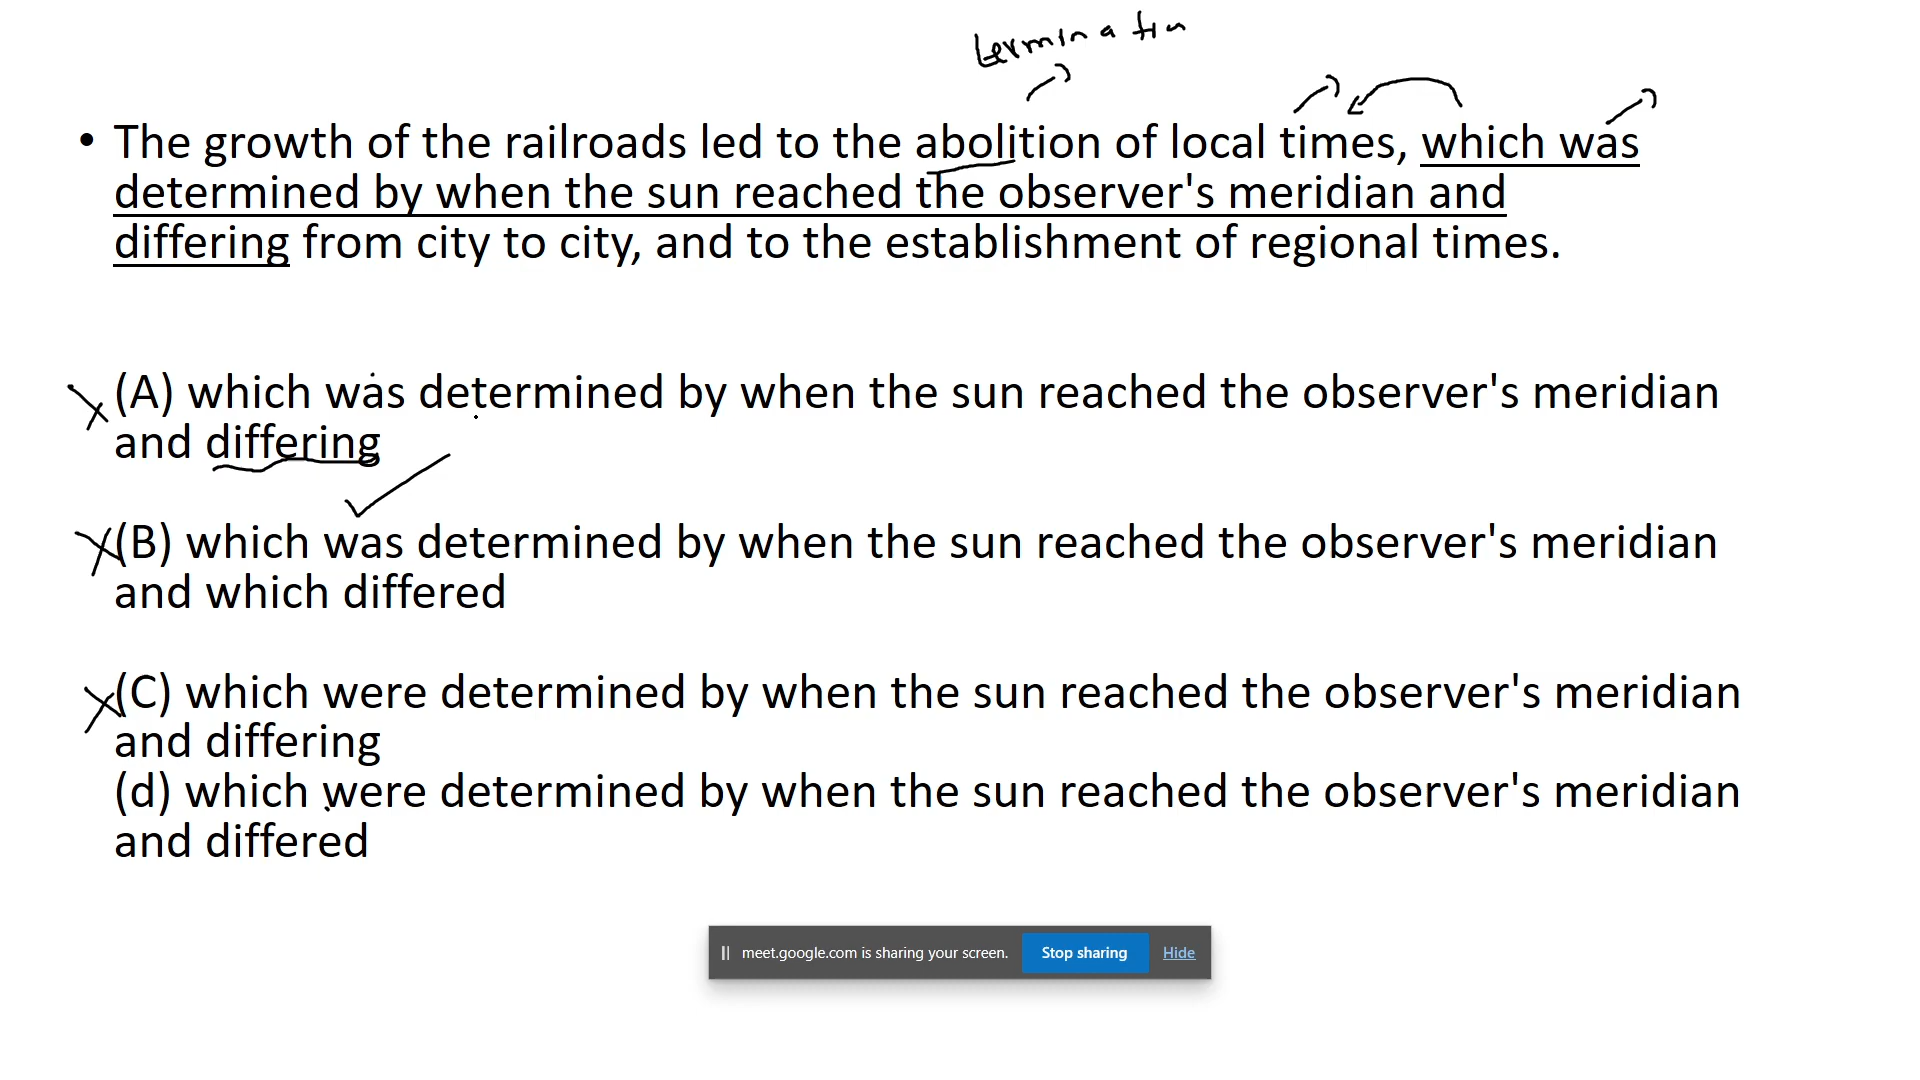 termination
• The growth of the railroads led to the abolition of local times, which was
determined by when the sun reached the observer's meridian and
differing from city to city, and to the establishment of regional times.
(A) which was determined by when the sun reached the observer's meridian
and differing
(B) which was determined by when the sun reached the observer's meridian
and which differed
(C) which were determined by when the sun reached the observer's meridian
and differing
(d) which were determined by when the sun reached the observer's meridian
and differed
meet.google.com is sharing your screen. Stop sharing Hide